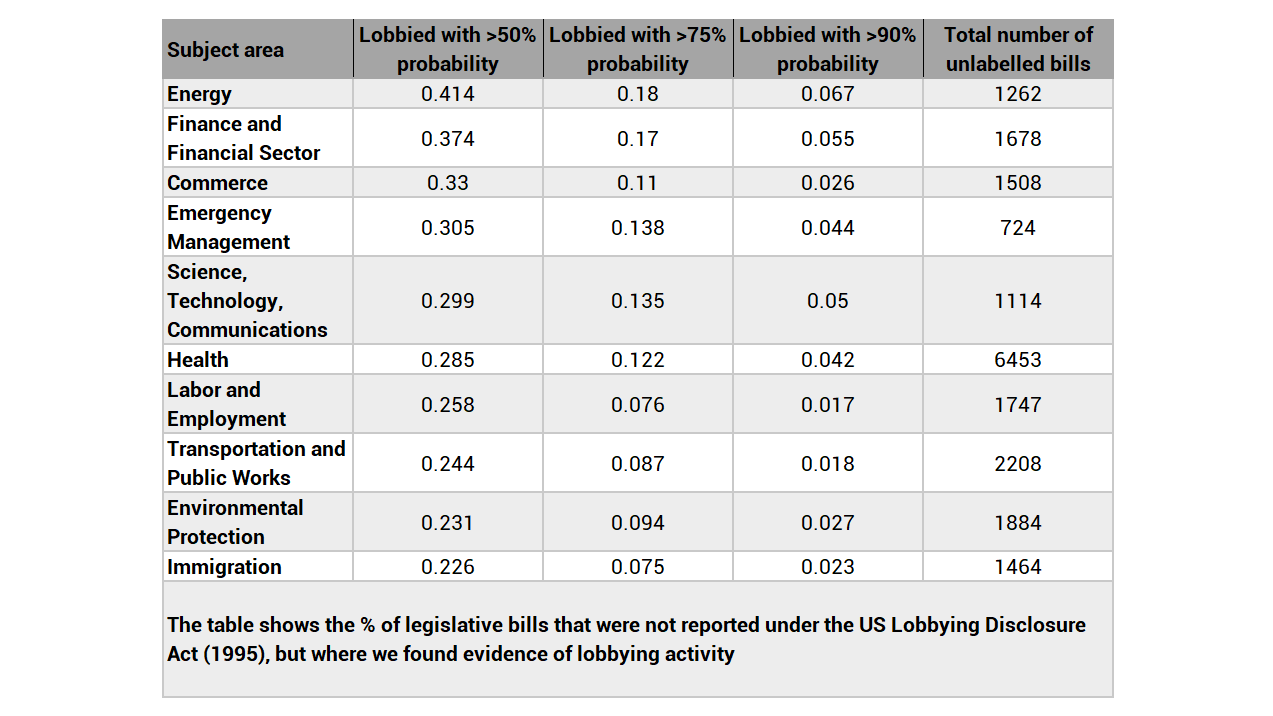 Subject area Lobbied with >50% probability Lobbied with >75% probability Lobbied with >90% probability Total number of unlabelled bills
Energy 0.414 0.18 0.067 1262
Finance and Financial Sector 0.374 0.17 0.055 1678
Commerce 0.33 0.11 0.026 1508
Emergency Management 0.305 0.138 0.044 724
Science, Technology, Communications 0.299 0.135 0.05 1114
Health 0.285 0.122 0.042 6453
Labor and Employment 0.258 0.076 0.017 1747
Transportation and Public Works 0.244 0.087 0.018 2208
Environmental Protection 0.231 0.094 0.027 1884
Immigration 0.226 0.075 0.023 1464
The table shows the % of legislative bills that were not reported under the US Lobbying Disclosure
Act (1995), but where we found evidence of lobbying activity